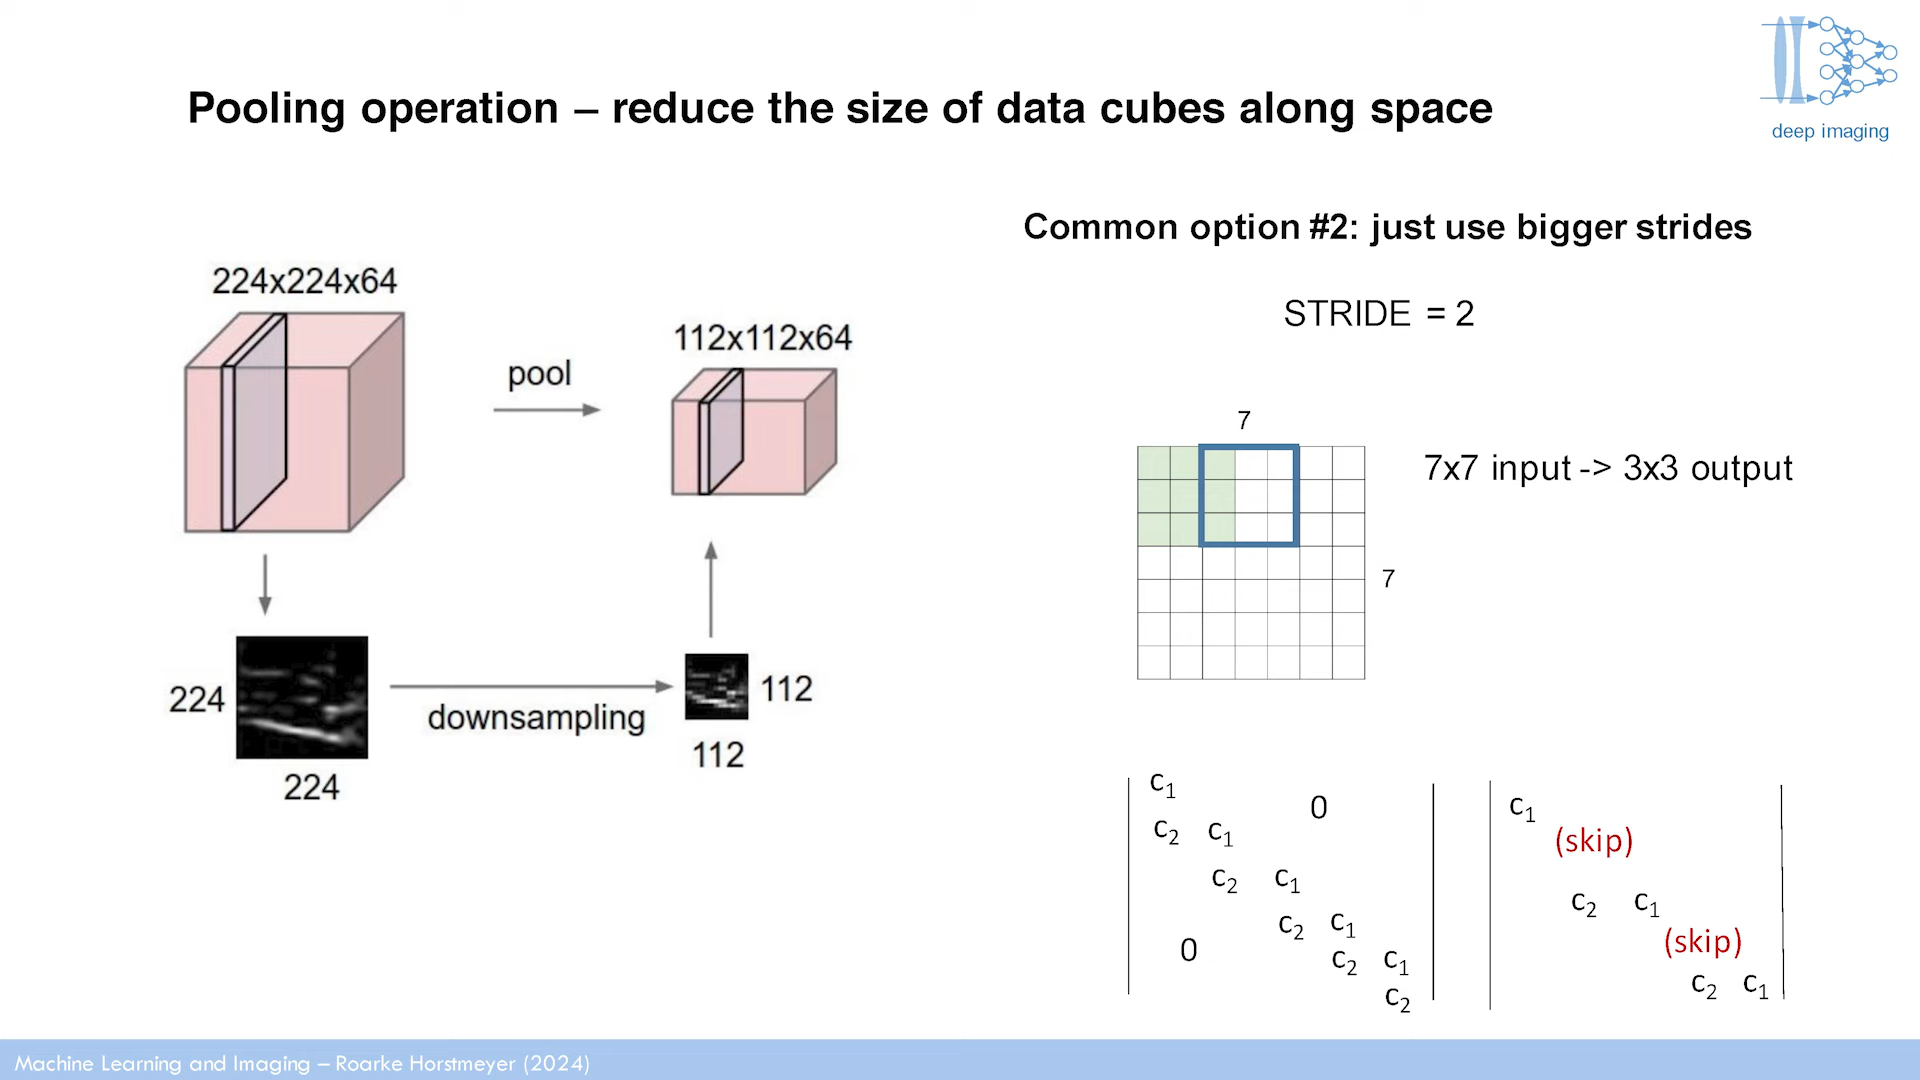 deep imaging
Pooling operation – reduce the size of data cubes along space
Common option #2: just use bigger strides
STRIDE = 2
224x224x64
pool
112x112x64
224
224
downsampling
112
112
7
7
7x7 input -> 3x3 output
c₁ 0
c₂ c₁
c₂ c₁
c₂ c₁
0 c₂ c₁
c₂
c₁
(skip)
c₂ c₁
(skip)
c₂ c₁
Machine Learning and Imaging – Roarke Horstmeyer (2024)